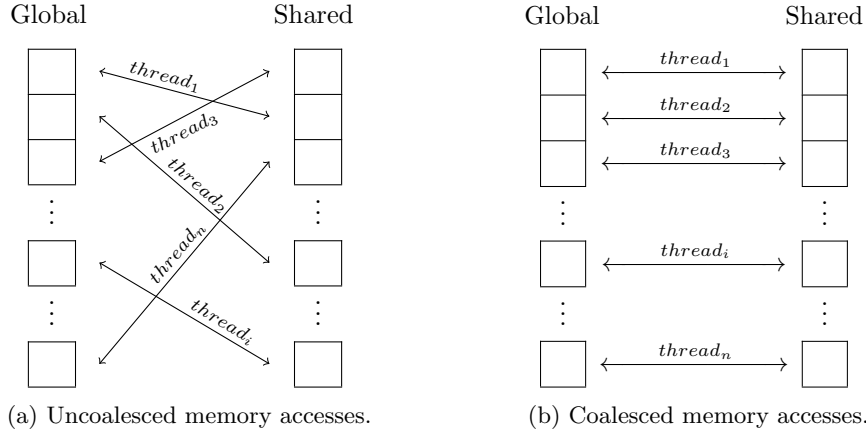 Global Shared
thread₁
thread₃
thread₂
threadₙ
⋮ ⋮
threadᵢ
⋮ ⋮
(a) Uncoalesced memory accesses.
Global Shared
thread₁
thread₂
thread₃
⋮ ⋮
threadᵢ
⋮ ⋮
threadₙ
(b) Coalesced memory accesses.